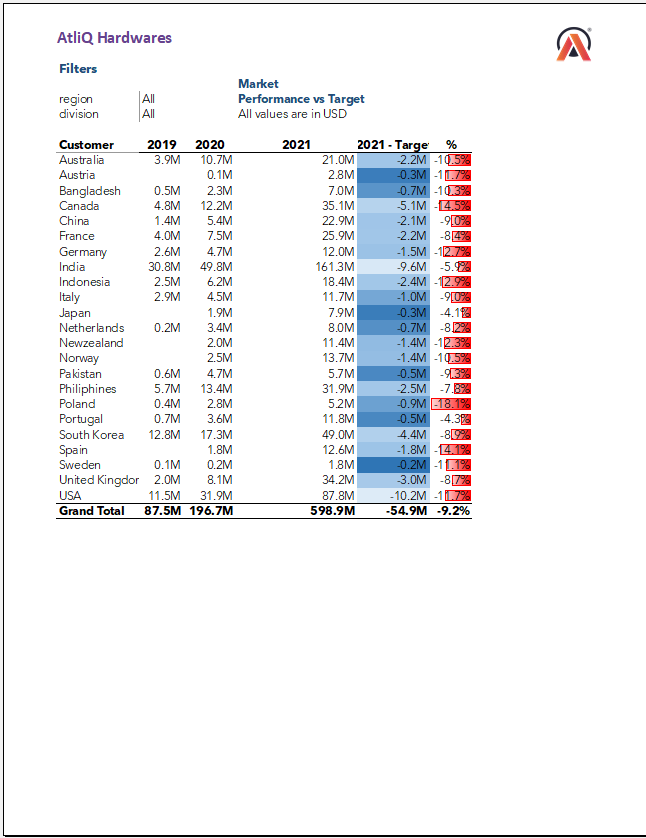 AtliQ Hardwares
Filters
Market
region All Performance vs Target
division All All values are in USD
Customer 2019 2020 2021 2021 - Target %
Australia 3.9M 10.7M 21.0M -2.2M -10.5%
Austria 0.1M 2.8M -0.3M -11.7%
Bangladesh 0.5M 2.3M 7.0M -0.7M -10.3%
Canada 4.8M 12.2M 35.1M -5.1M -14.5%
China 1.4M 5.4M 22.9M -2.1M -9.0%
France 4.0M 7.5M 25.9M -2.2M -8.4%
Germany 2.6M 4.7M 12.0M -1.5M -12.7%
India 30.8M 49.8M 161.3M -9.6M -5.9%
Indonesia 2.5M 6.2M 18.4M -2.4M -12.9%
Italy 2.9M 4.5M 11.7M -1.0M -9.0%
Japan 1.9M 7.9M -0.3M -4.1%
Netherlands 0.2M 3.4M 8.0M -0.7M -8.2%
Newzealand 2.0M 11.4M -1.4M -12.3%
Norway 2.5M 13.7M -1.4M -10.5%
Pakistan 0.6M 4.7M 5.7M -0.5M -9.3%
Philiphines 5.7M 13.4M 31.9M -2.5M -7.8%
Poland 0.4M 2.8M 5.2M -0.9M -18.1%
Portugal 0.7M 3.6M 11.8M -0.5M -4.3%
South Korea 12.8M 17.3M 49.0M -4.4M -8.9%
Spain 1.8M 12.6M -1.8M -14.1%
Sweden 0.1M 0.2M 1.8M -0.2M -11.1%
United Kingdor 2.0M 8.1M 34.2M -3.0M -8.7%
USA 11.5M 31.9M 87.8M -10.2M -11.7%
Grand Total 87.5M 196.7M 598.9M -54.9M -9.2%